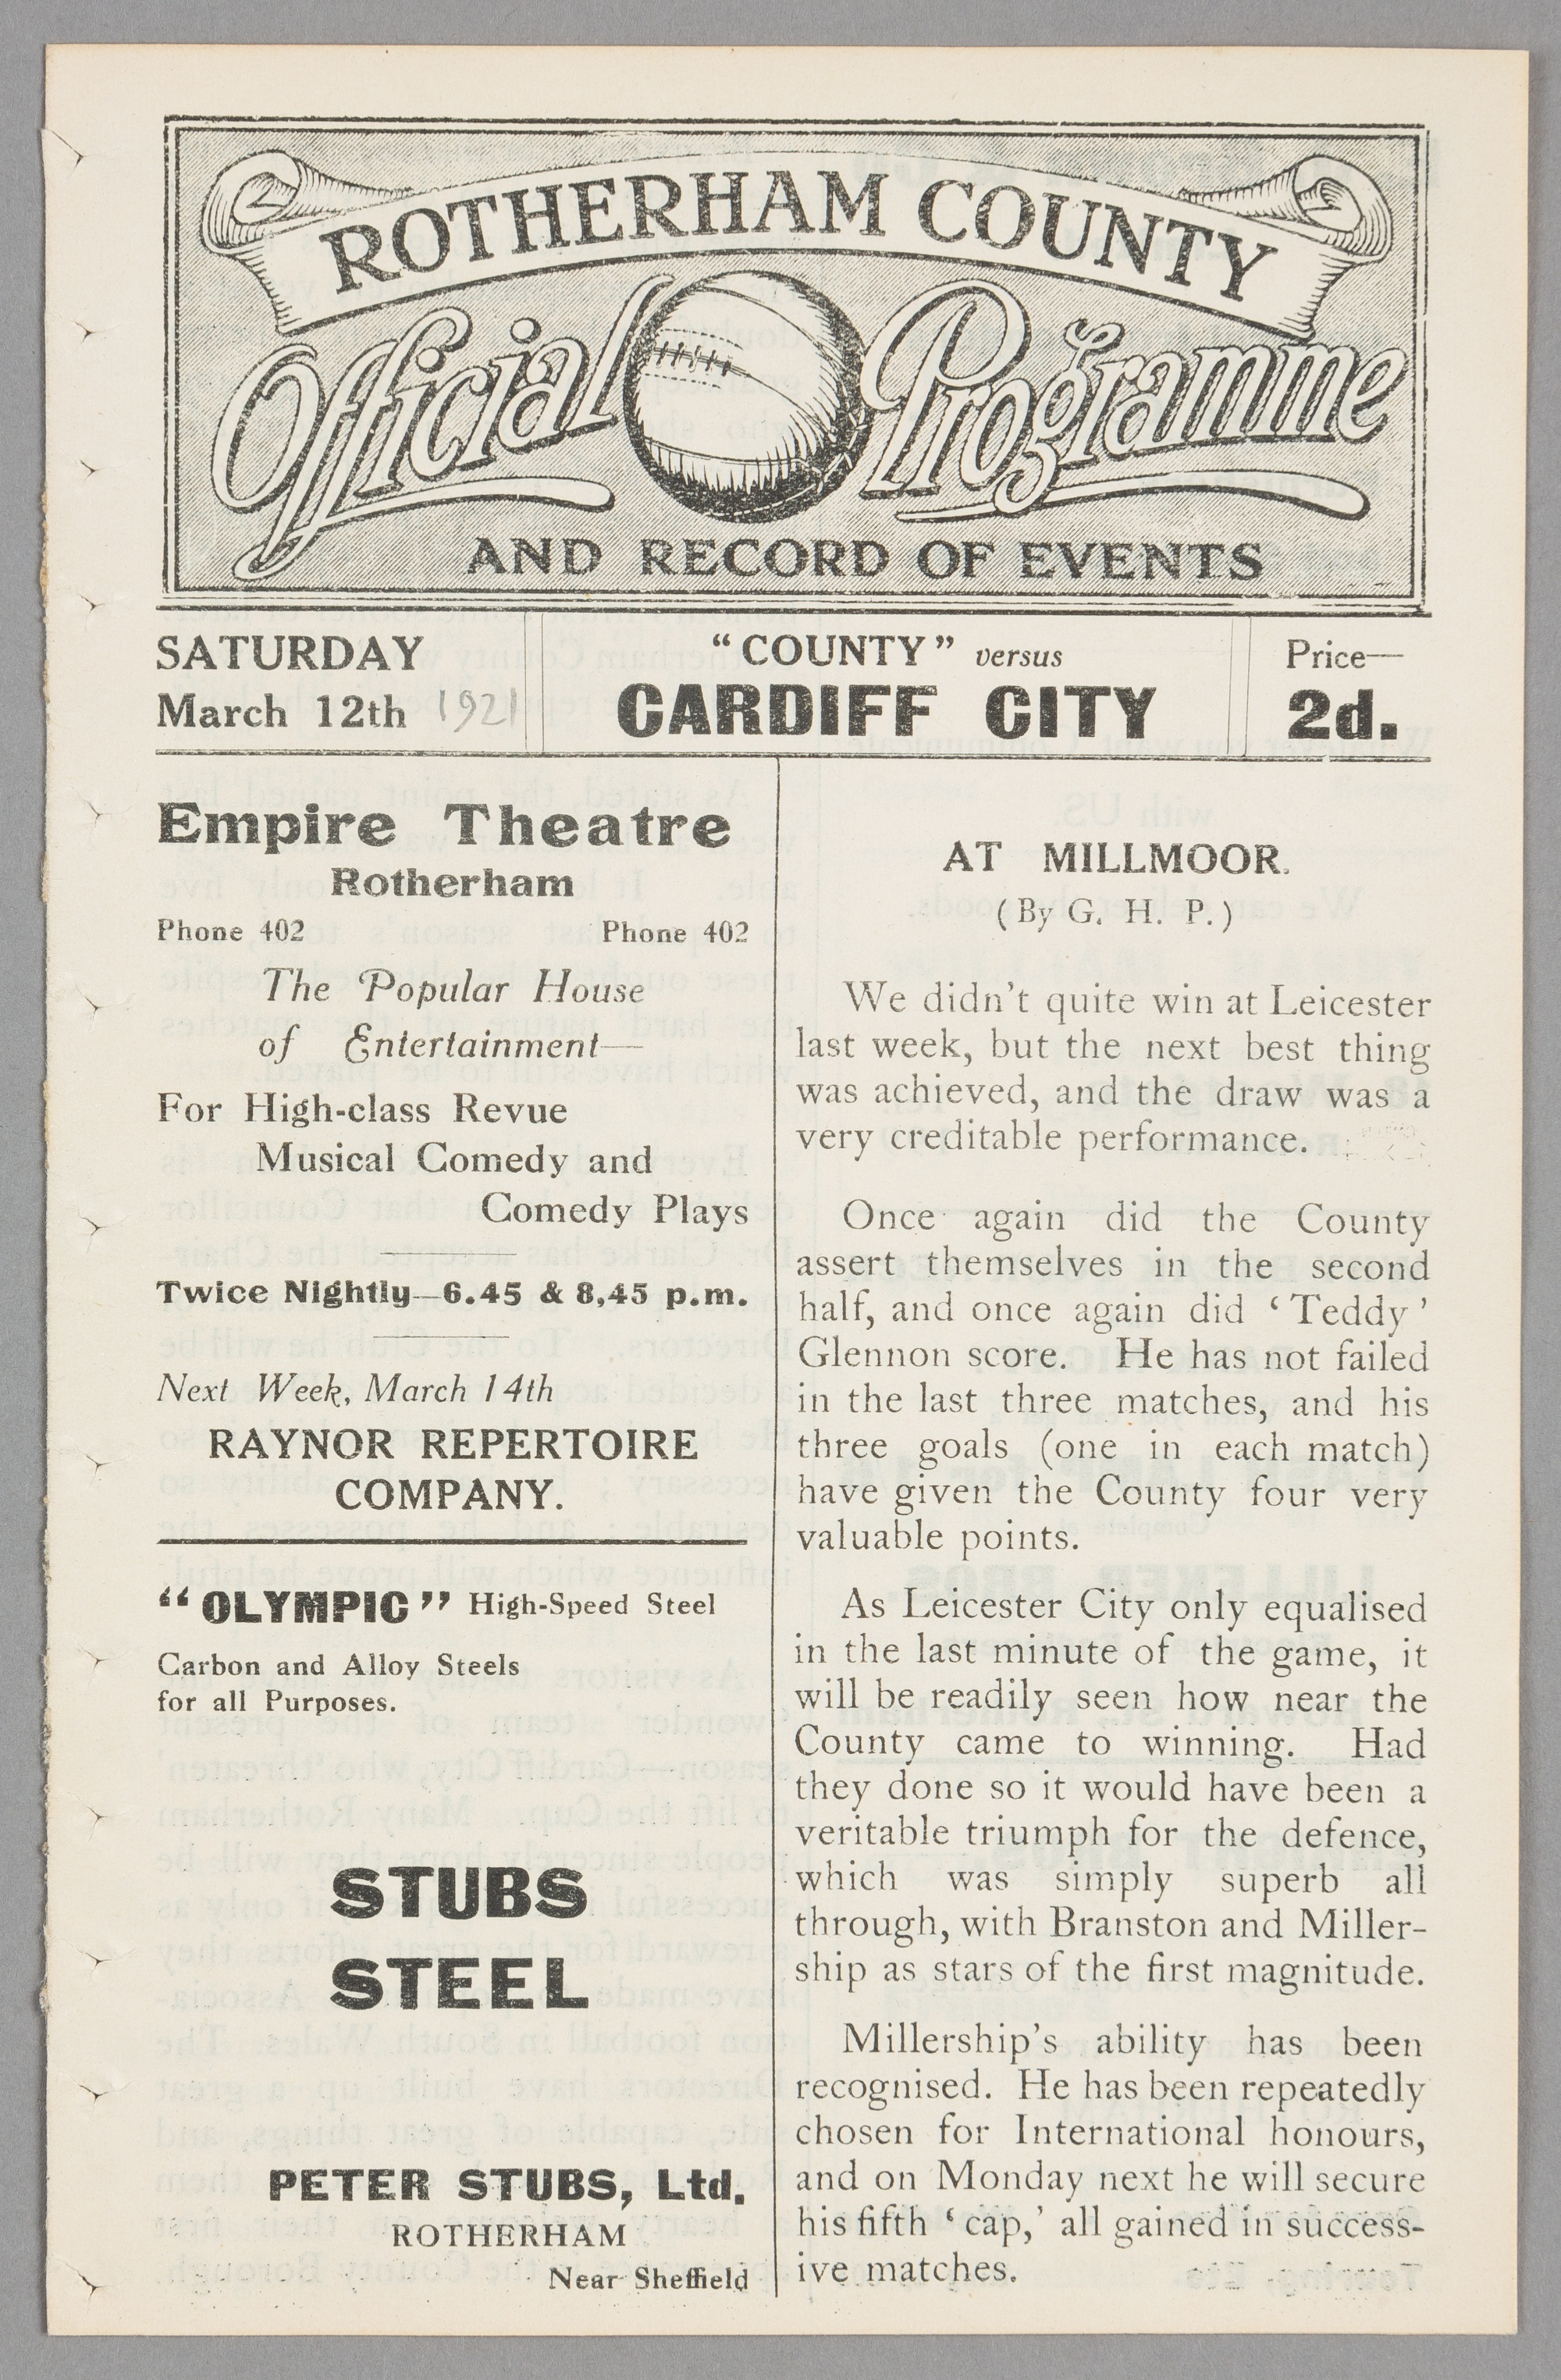 ROTHERHAM COUNTY
Official Programme
AND RECORD OF EVENTS
SATURDAY
March 12th 1921
"COUNTY" versus
CARDIFF CITY
Price—
2d.
Empire Theatre
Rotherham
Phone 402 Phone 402
The Popular House
of Entertainment—
For High-class Revue
Musical Comedy and
Comedy Plays
Twice Nightly—6.45 & 8,45 p.m.
Next Week, March 14th
RAYNOR REPERTOIRE
COMPANY.
"OLYMPIC" High-Speed Steel
Carbon and Alloy Steels
for all Purposes.
STUBS
STEEL
PETER STUBS, Ltd.
ROTHERHAM
Near Sheffield
AT MILLMOOR.
(By G. H. P.)
We didn't quite win at Leicester
last week, but the next best thing
was achieved, and the draw was a
very creditable performance.
Once again did the County
assert themselves in the second
half, and once again did 'Teddy'
Glennon score. He has not failed
in the last three matches, and his
three goals (one in each match)
have given the County four very
valuable points.
As Leicester City only equalised
in the last minute of the game, it
will be readily seen how near the
County came to winning. Had
they done so it would have been a
veritable triumph for the defence,
which was simply superb all
through, with Branston and Miller-
ship as stars of the first magnitude.
Millership's ability has been
recognised. He has been repeatedly
chosen for International honours,
and on Monday next he will secure
his fifth 'cap,' all gained in success-
ive matches.